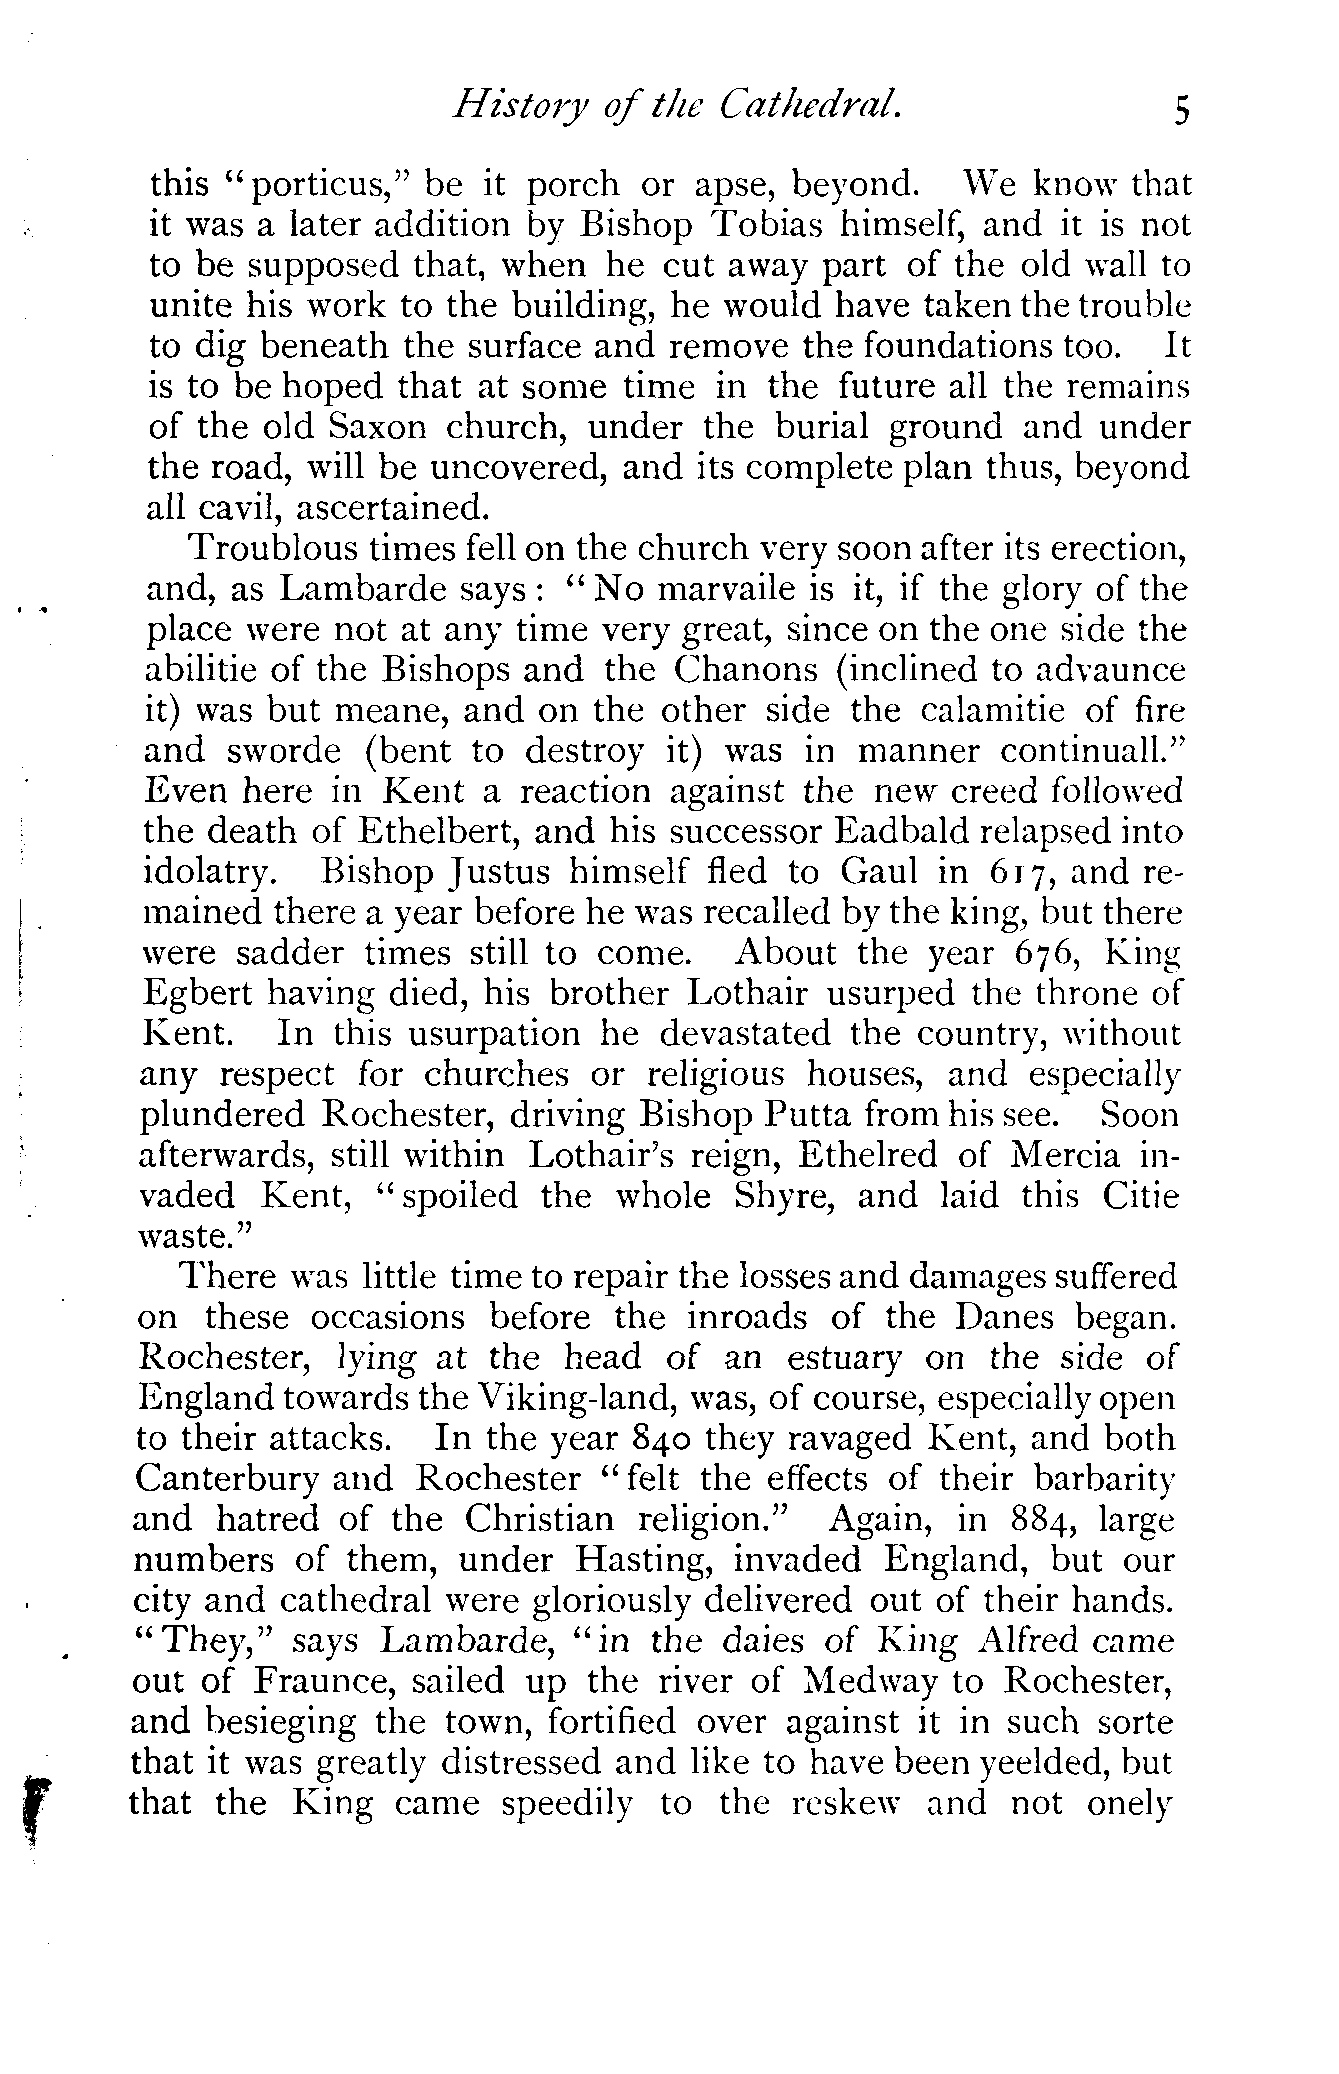 History of the Cathedral. 5
this “porticus,” be it porch or apse, beyond. We know that
it was a later addition by Bishop Tobias himself, and it is not
to be supposed that, when he cut away part of the old wall to
unite his work to the building, he would have taken the trouble
to dig beneath the surface and remove the foundations too. It
is to be hoped that at some time in the future all the remains
of the old Saxon church, under the burial ground and under
the road, will be uncovered, and its complete plan thus, beyond
all cavil, ascertained.
Troublous times fell on the church very soon after its erection,
and, as Lambarde says: “No marvaile is it, if the glory of the
place were not at any time very great, since on the one side the
abilitie of the Bishops and the Chanons (inclined to advaunce
it) was but meane, and on the other side the calamitie of fire
and sworde (bent to destroy it) was in manner continuall.”
Even here in Kent a reaction against the new creed followed
the death of Ethelbert, and his successor Eadbald relapsed into
idolatry. Bishop Justus himself fled to Gaul in 617, and re-
mained there a year before he was recalled by the king, but there
were sadder times still to come. About the year 676, King
Egbert having died, his brother Lothair usurped the throne of
Kent. In this usurpation he devastated the country, without
any respect for churches or religious houses, and especially
plundered Rochester, driving Bishop Putta from his see. Soon
afterwards, still within Lothair’s reign, Ethelred of Mercia in-
vaded Kent, “spoiled the whole Shyre, and laid this Citie
waste.”
There was little time to repair the losses and damages suffered
on these occasions before the inroads of the Danes began.
Rochester, lying at the head of an estuary on the side of
England towards the Viking-land, was, of course, especially open
to their attacks. In the year 840 they ravaged Kent, and both
Canterbury and Rochester “felt the effects of their barbarity
and hatred of the Christian religion.” Again, in 884, large
numbers of them, under Hasting, invaded England, but our
city and cathedral were gloriously delivered out of their hands.
“They,” says Lambarde, “in the daies of King Alfred came
out of Fraunce, sailed up the river of Medway to Rochester,
and besieging the town, fortified over against it in such sorte
that it was greatly distressed and like to have been yeelded, but
that the King came speedily to the reskew and not onely